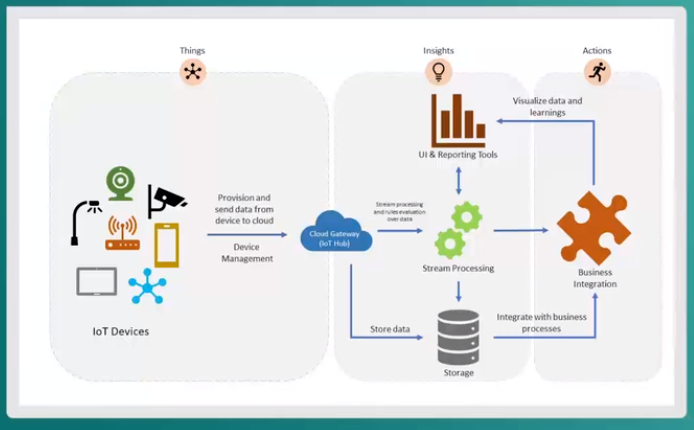 Things
Insights
Actions
Visualize data and
learnings
UI & Reporting Tools
Provision and
send data from
device to cloud
Device
Management
Cloud Gateway
(IoT Hub)
Stream processing
and rules evaluation
over data
Stream Processing
Business
Integration
IoT Devices
Store data
Integrate with business
processes
Storage